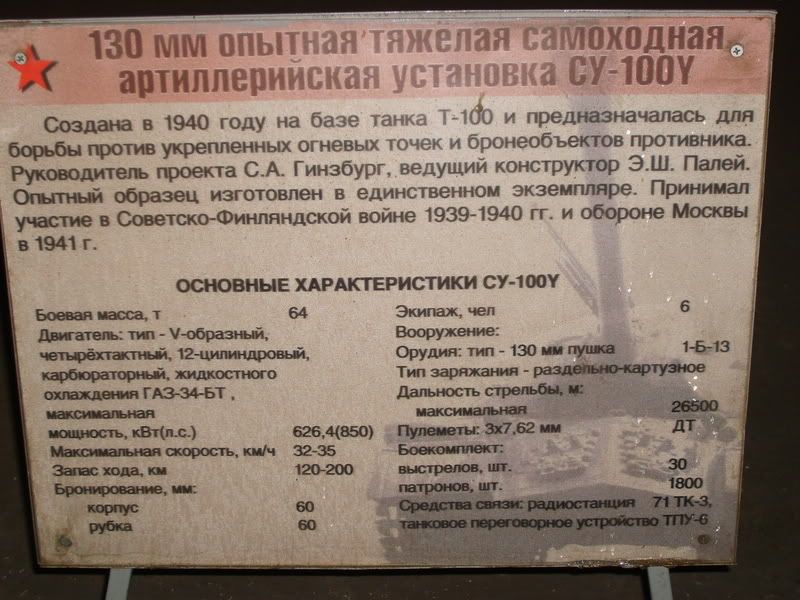 130 мм опытная тяжелая самоходная
артиллерийская установка СУ-100Y
Создана в 1940 году на базе танка Т-100 и предназначалась для
борьбы против укрепленных огневых точек и бронеобъектов противника.
Руководитель проекта С.А. Гинзбург, ведущий конструктор Э.Ш. Палей.
Опытный образец изготовлен в единственном экземпляре. Принимал
участие в Советско-Финляндской войне 1939-1940 гг. и обороне Москвы
в 1941 г.
ОСНОВНЫЕ ХАРАКТЕРИСТИКИ СУ-100Y
Боевая масса, т 64
Двигатель: тип - V-образный,
четырёхтактный, 12-цилиндровый,
карбюраторный, жидкостного
охлаждения ГАЗ-34-БТ ,
максимальная
мощность, кВт(л.с.) 626,4(850)
Максимальная скорость, км/ч 32-35
Запас хода, км 120-200
Бронирование, мм:
корпус 60
рубка 60
Экипаж, чел 6
Вооружение:
Орудия: тип - 130 мм пушка 1-Б-13
Тип заряжания - раздельно-картузное
Дальность стрельбы, м:
максимальная 26500
Пулеметы: 3х7,62 мм ДТ
Боекомплект:
выстрелов, шт. 30
патронов, шт. 1800
Средства связи: радиостанция 71 ТК-3,
танковое переговорное устройство ТПУ-6